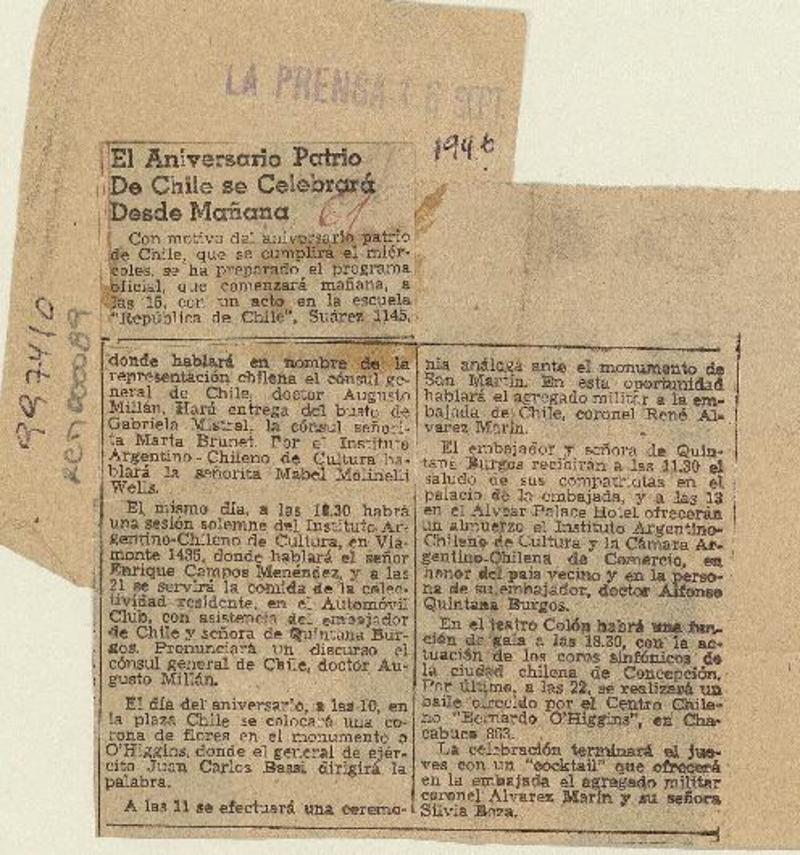 LA PRENSA 16 SEPT.
1946
El Aniversario Patrio
De Chile se Celebrará
Desde Mañana
61
Con motivo del aniversario patrio
de Chile, que se cumplirá el miér-
coles, se ha preparado el programa
oficial, que comenzará mañana, a
las 15, con un acto en la escuela
"República de Chile", Suárez 1145,
donde hablará en nombre de la
representación chilena el cónsul ge-
neral de Chile, doctor Augusto
Millán. Hará entrega del busto de
Gabriela Mistral, la cónsul señori-
ta Marta Brunet. Por el Instituto
Argentino-Chileno de Cultura ha-
blará la señorita Mabel Molinelli
Wells.
El mismo día, a las 18.30 habrá
una sesión solemne del Instituto Ar-
gentino-Chileno de Cultura, en Via-
monte 1435, donde hablará el señor
Enrique Campos Menéndez, y a las
21 se servirá la comida de la colec-
tividad residente, en el Automóvil
Club, con asistencia del embajador
de Chile y señora de Quintana Bur-
gos. Pronunciará un discurso el
cónsul general de Chile, doctor Au-
gusto Millán.
El día del aniversario, a las 10, en
la plaza Chile se colocará una co-
rona de flores en el monumento a
O'Higgins, donde el general de ejér-
cito Juan Carlos Bassi dirigirá la
palabra.
A las 11 se efectuará una ceremo-
nia análoga ante el monumento de
San Martín. En esta oportunidad
hablará el agregado militar a la em-
bajada de Chile, coronel René Al-
varez Marín.
El embajador y señora de Quin-
tana Burgos recibirán a las 11.30 el
saludo de sus compatriotas en el
palacio de la embajada, y a las 13
en el Alvear Palace Hotel ofrecerán
un almuerzo el Instituto Argentino-
Chileno de Cultura y la Cámara Ar-
gentino-Chilena de Comercio, en
honor del país vecino y en la perso-
na de su embajador, doctor Alfonso
Quintana Burgos.
En el teatro Colón habrá una fun-
ción de gala a las 18.30, con la ac-
tuación de los coros sinfónicos de
la ciudad chilena de Concepción.
Por último, a las 22, se realizará un
baile ofrecido por el Centro Chile-
no "Bernardo O'Higgins", en Cha-
cabuco 863.
La celebración terminará el jue-
ves con un "cocktail" que ofrecerá
en la embajada el agregado militar
coronel Alvarez Marín y su señora
Silvia Boza.
997410